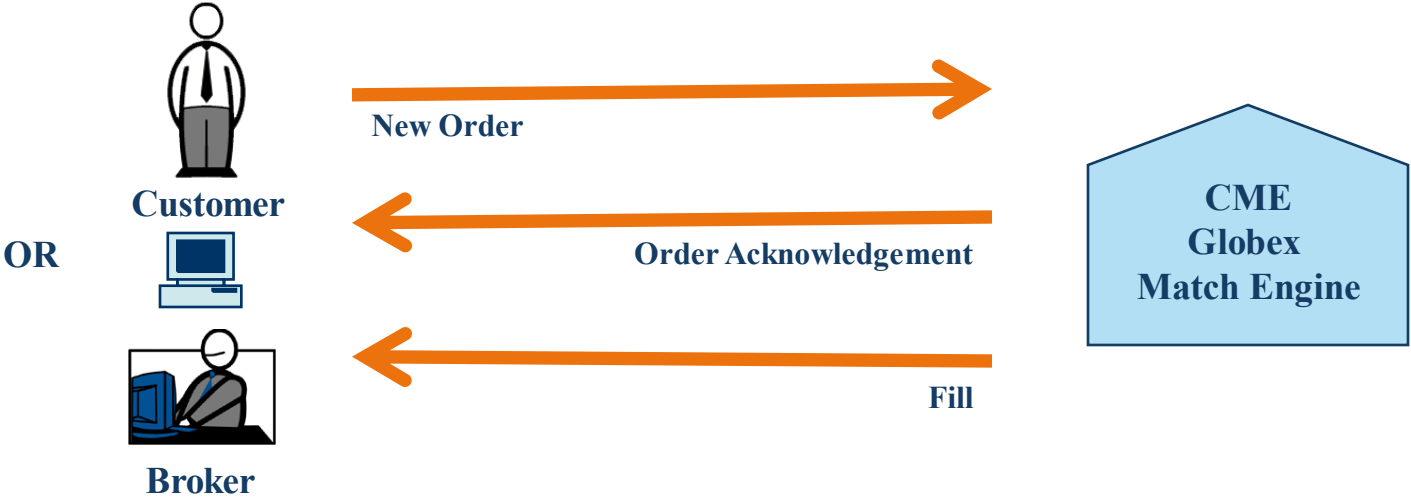 New Order
Customer
OR
Order Acknowledgement
CME
Globex
Match Engine
Fill
Broker